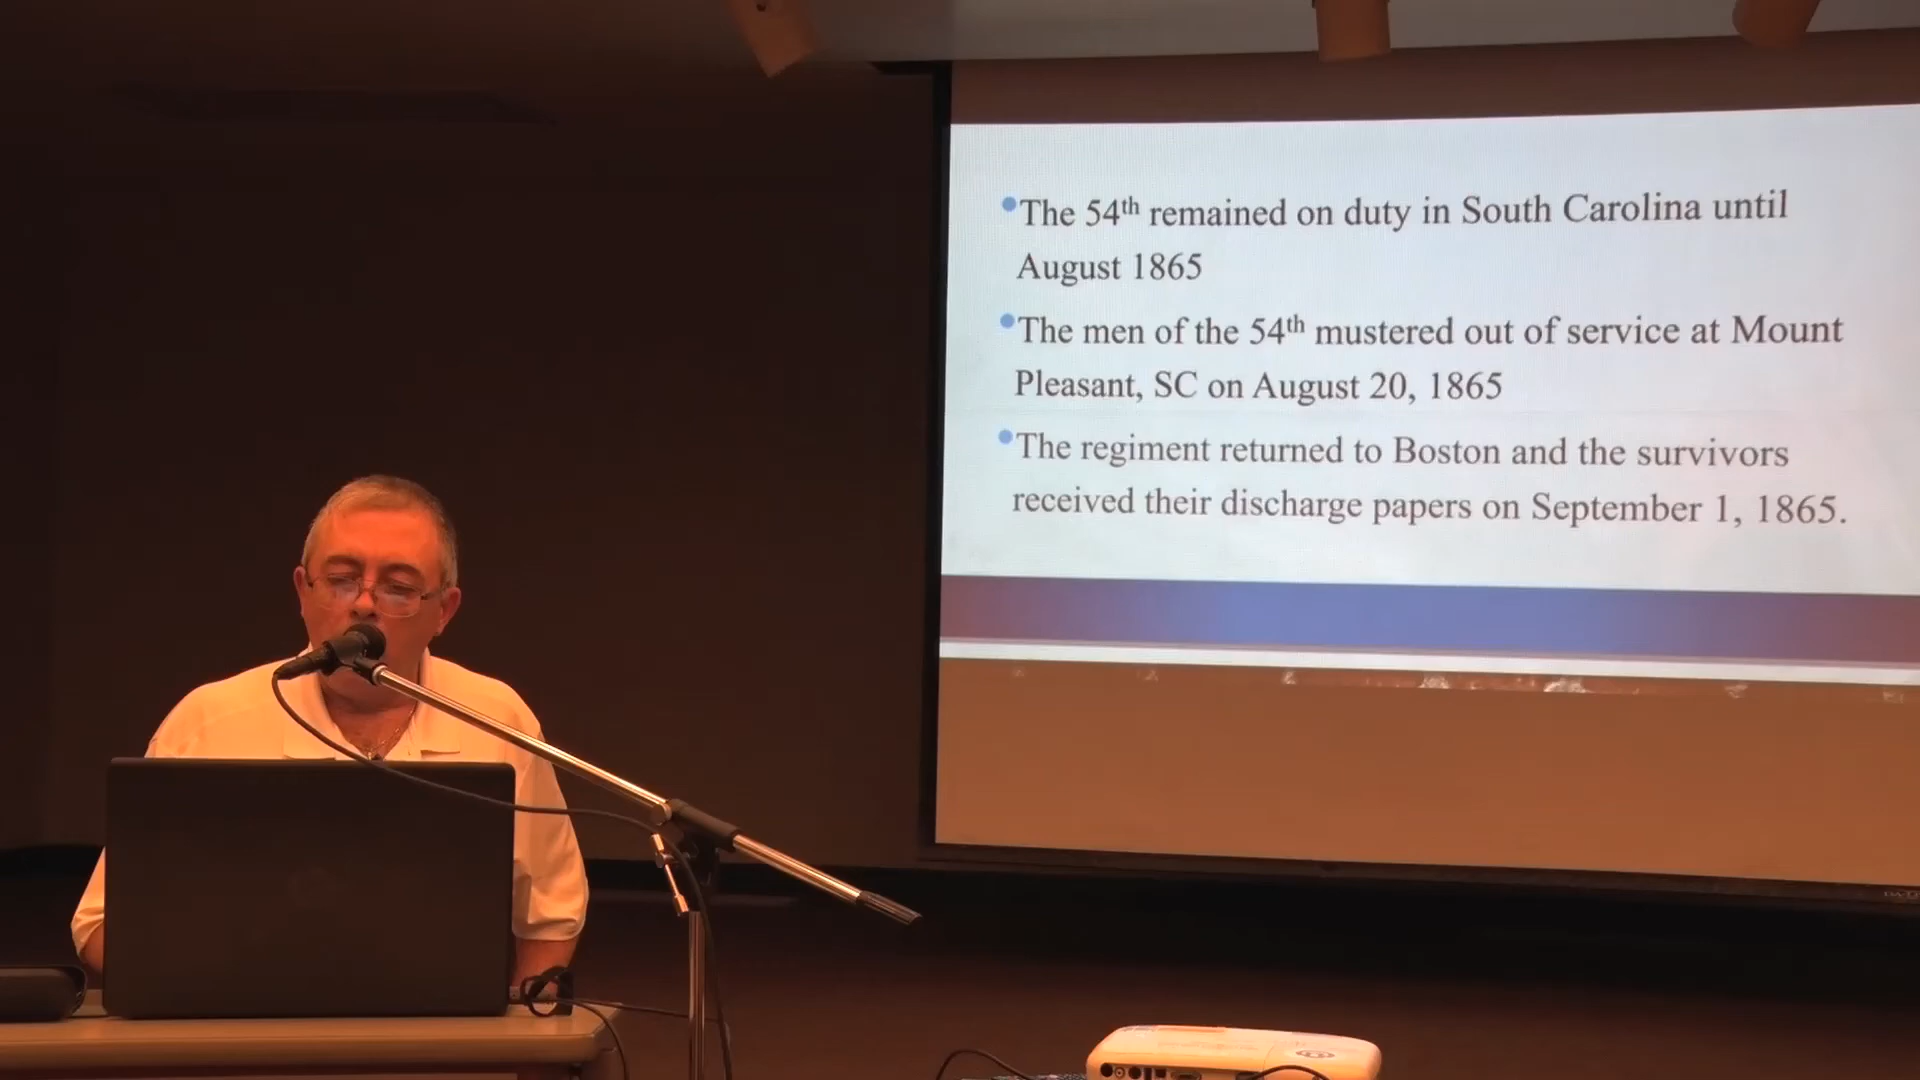 •The 54th remained on duty in South Carolina until
August 1865
•The men of the 54th mustered out of service at Mount
Pleasant, SC on August 20, 1865
•The regiment returned to Boston and the survivors
received their discharge papers on September 1, 1865.